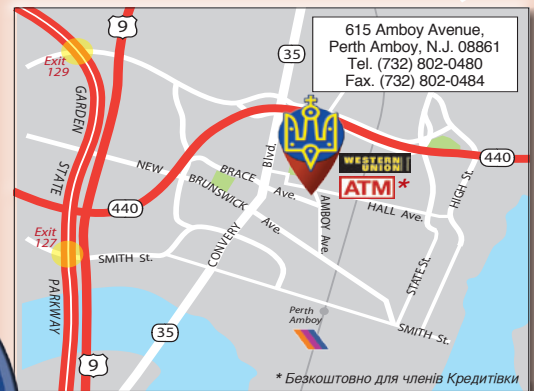 615 Amboy Avenue,
Perth Amboy, N.J. 08861
Tel. (732) 802-0480
Fax. (732) 802-0484
9
35
Exit
129
GARDEN
STATE
PARKWAY
Blvd.
CONVERY
WESTERN
UNION
ATM *
440
NEW
BRUNSWICK
Ave.
BRACE
Ave.
HALL Ave.
HIGH St.
AMBOY Ave.
440
Exit
127
SMITH St.
STATE St.
Perth
Amboy
SMITH St.
35
9
* Безкоштовно для членів Кредитівки